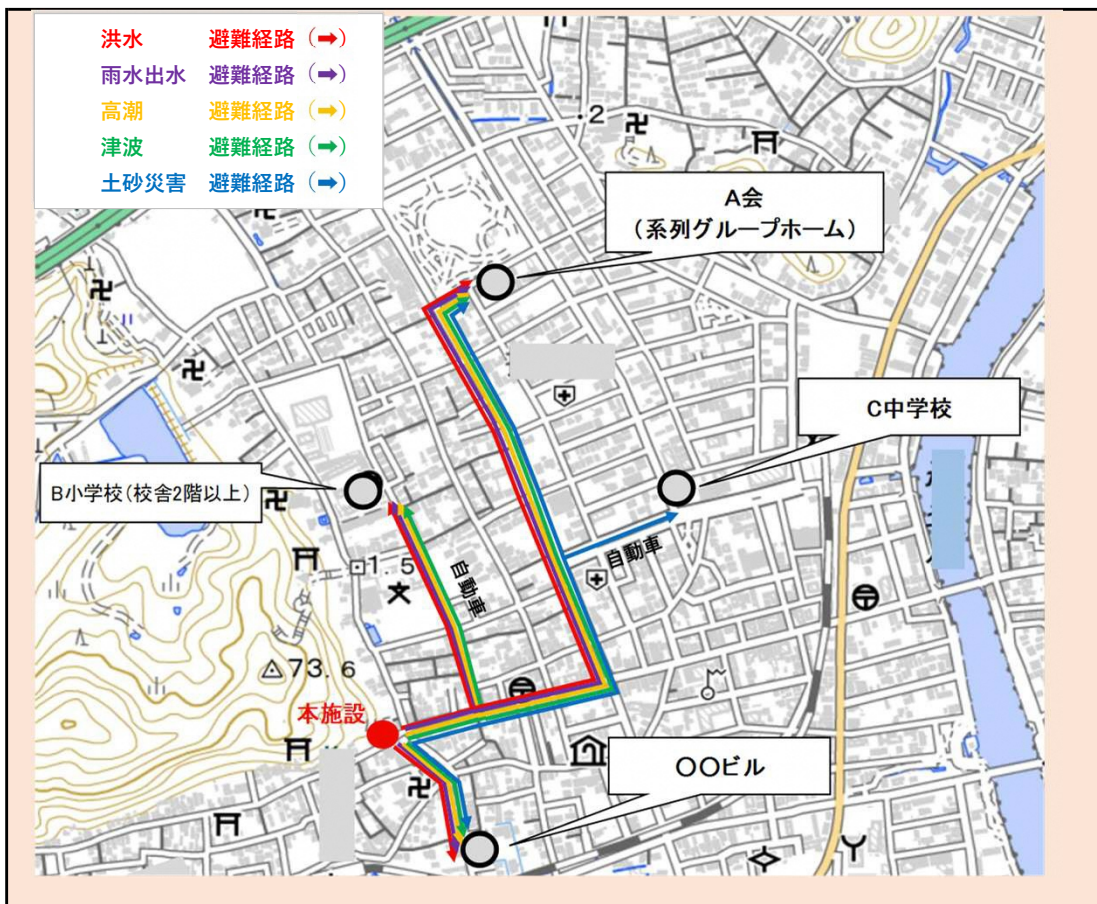 洪水 避難経路（➡）
雨水出水 避難経路（➡）
高潮 避難経路（➡）
津波 避難経路（➡）
土砂災害 避難経路（➡）
・2
A会
（系列グループホーム）
C中学校
B小学校（校舎2階以上）
1.5
自動車
自動車
73.6
本施設
〇〇ビル